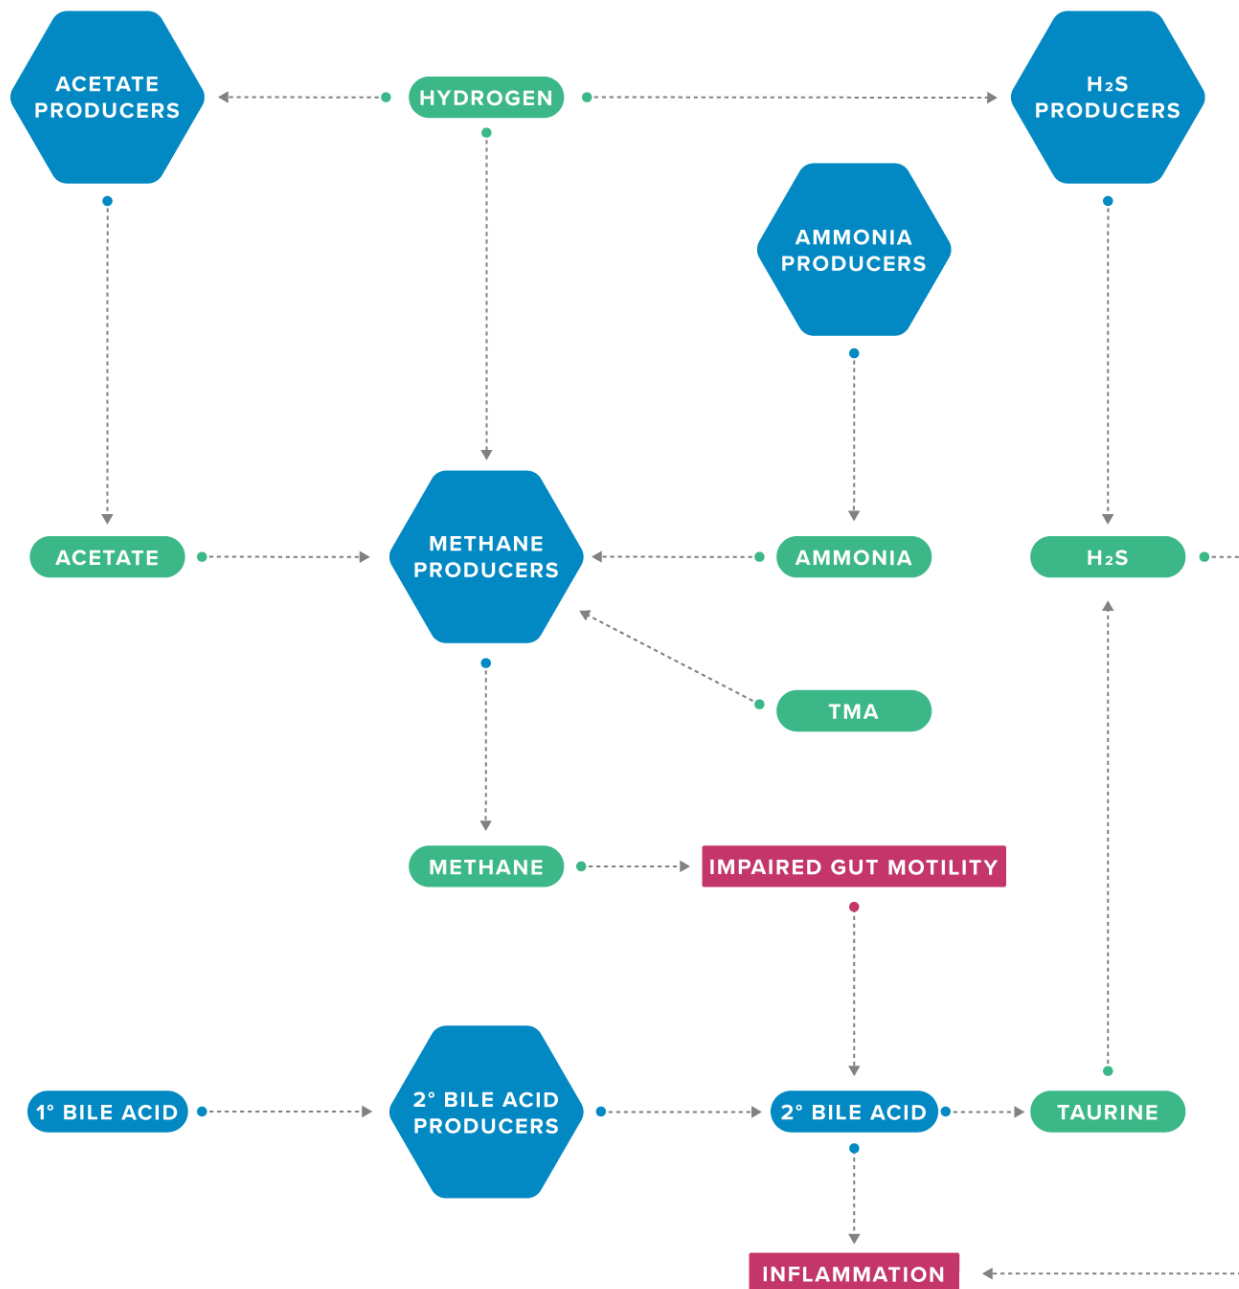 ACETATE
PRODUCERS
HYDROGEN
H₂S
PRODUCERS
AMMONIA
PRODUCERS
ACETATE
METHANE
PRODUCERS
AMMONIA
H₂S
TMA
METHANE
IMPAIRED GUT MOTILITY
1° BILE ACID
2° BILE ACID
PRODUCERS
2° BILE ACID
TAURINE
INFLAMMATION